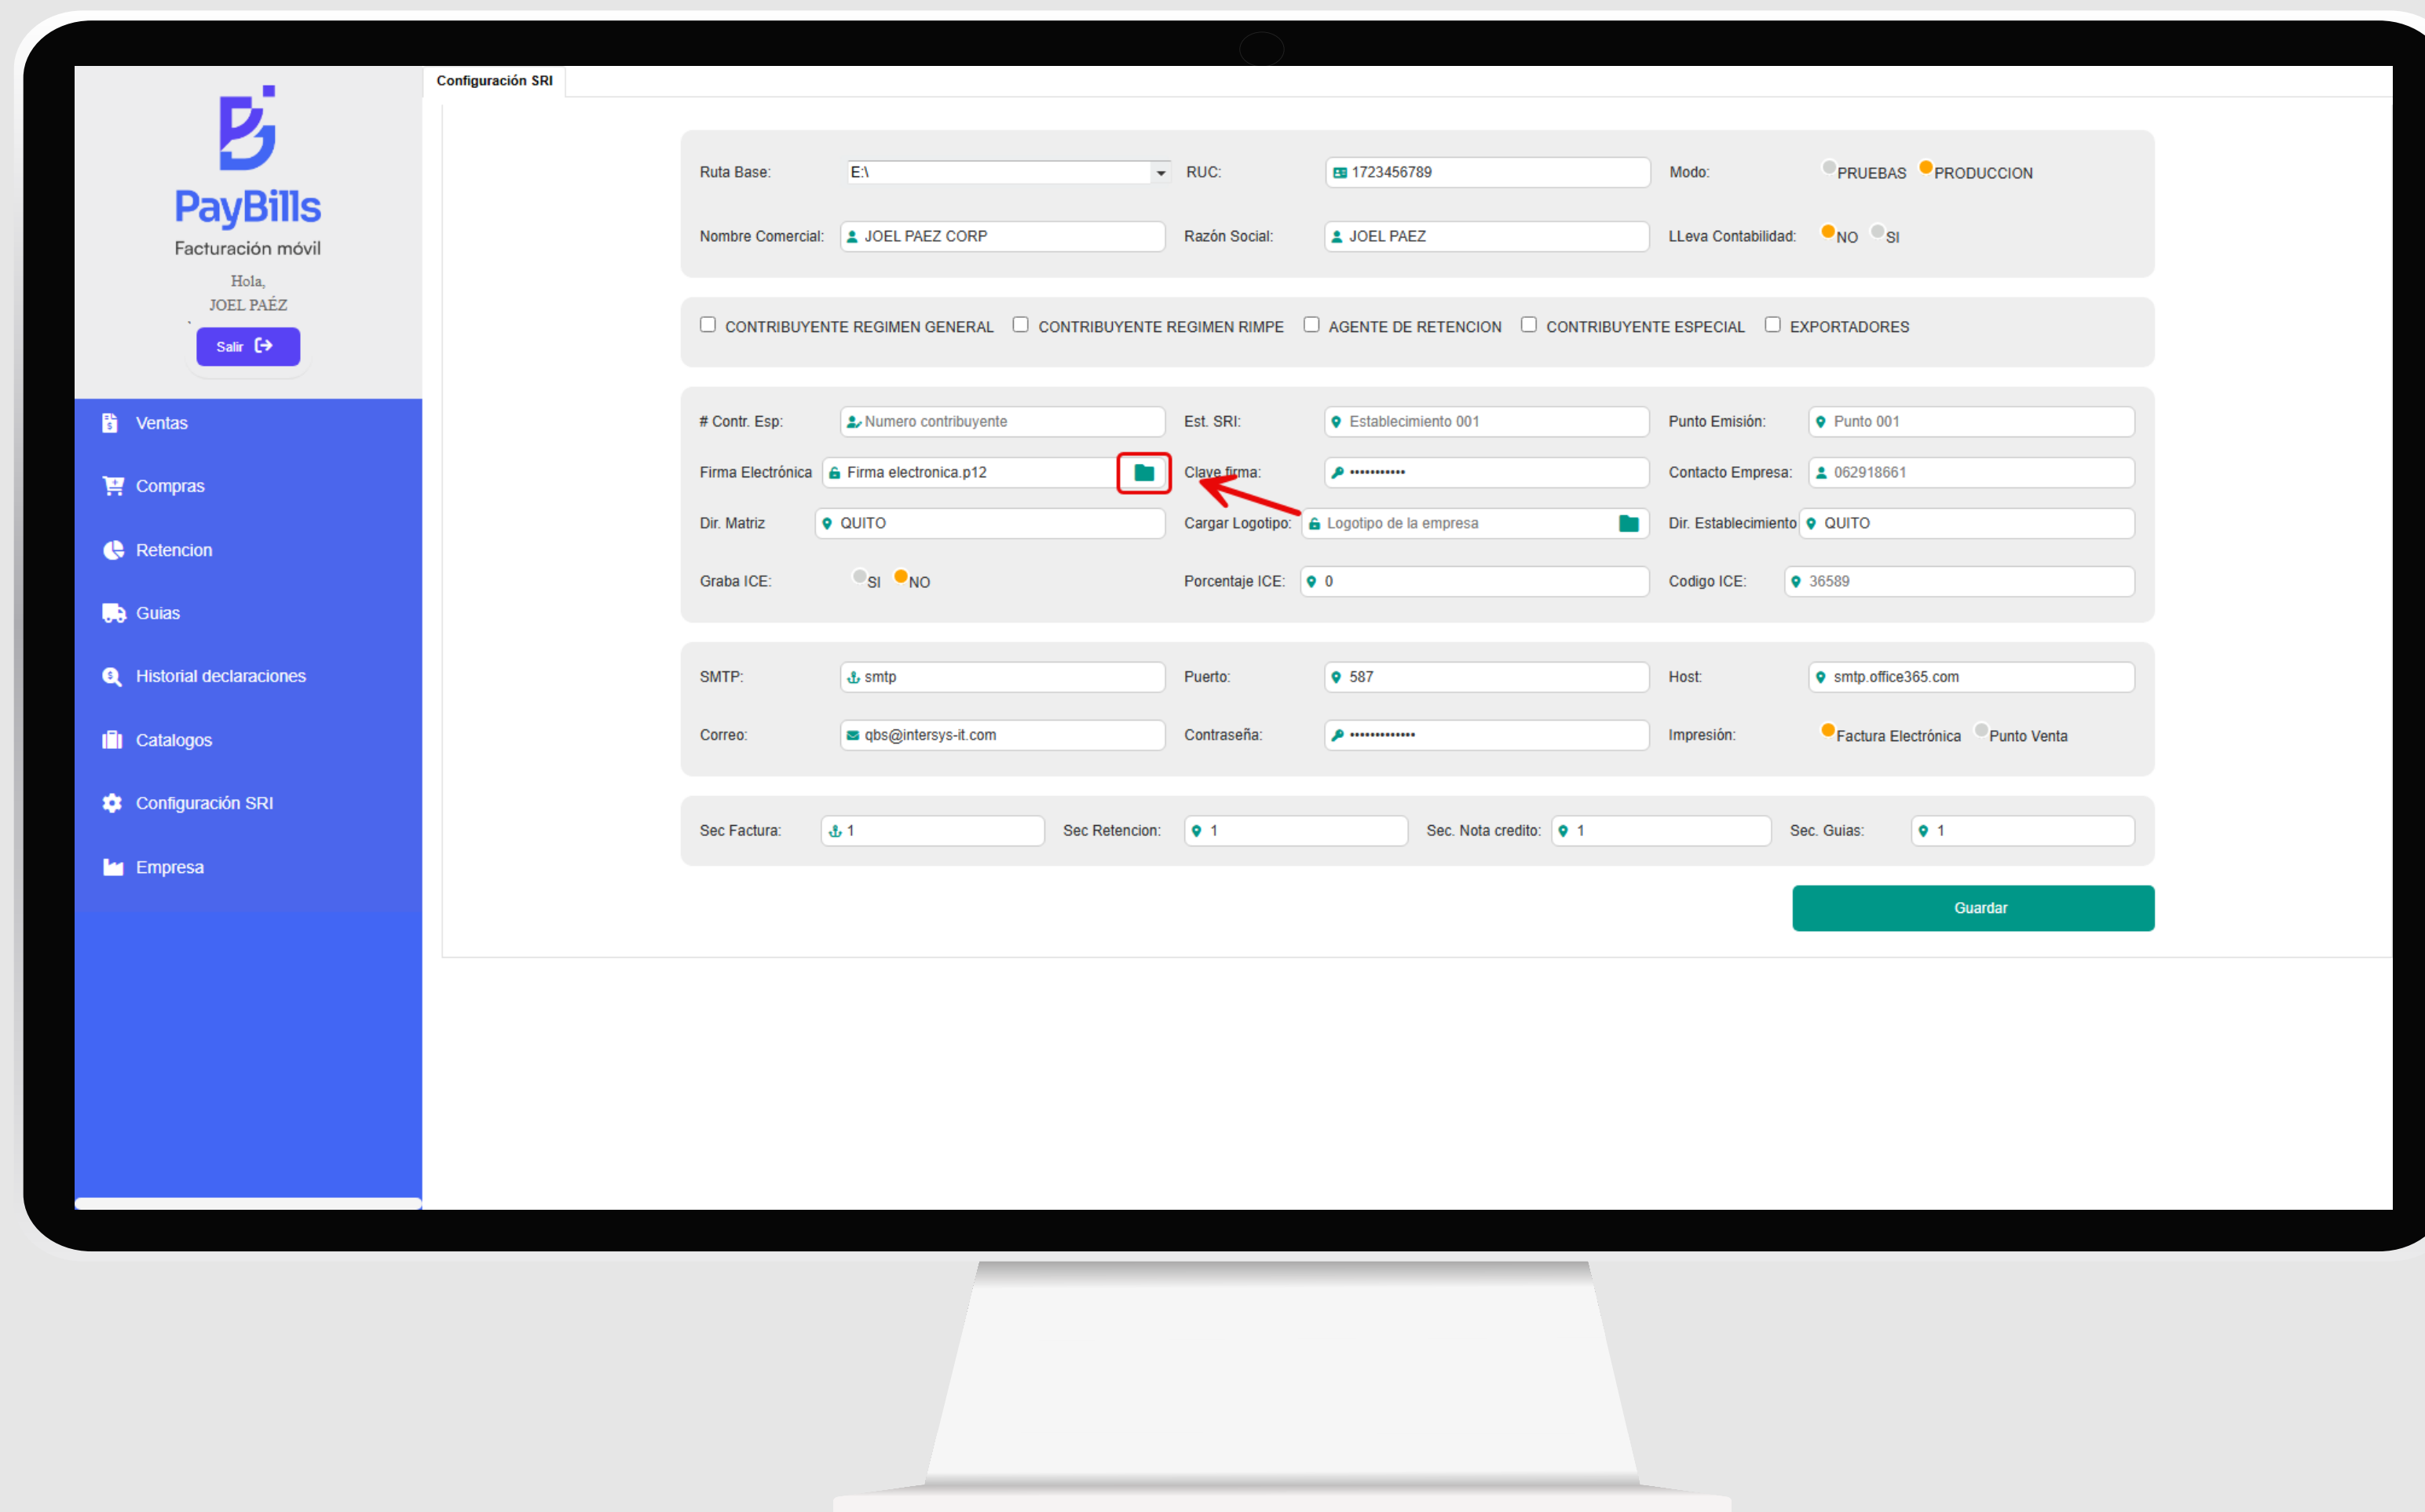 Configuración SRI
PayBills
Facturación móvil
Hola,
JOEL PAÉZ
Salir
Ventas
Compras
Retencion
Guias
Historial declaraciones
Catalogos
Configuración SRI
Empresa
Ruta Base: E:\ RUC: 1723456789 Modo: PRUEBAS PRODUCCION
Nombre Comercial: JOEL PAEZ CORP Razón Social: JOEL PAEZ LLeva Contabilidad: NO SI
CONTRIBUYENTE REGIMEN GENERAL CONTRIBUYENTE REGIMEN RIMPE AGENTE DE RETENCION CONTRIBUYENTE ESPECIAL EXPORTADORES
# Contr. Esp: Numero contribuyente Est. SRI: Establecimiento 001 Punto Emisión: Punto 001
Firma Electrónica Firma electronica.p12 Clave firma: ••••••••••• Contacto Empresa: 062918661
Dir. Matriz QUITO Cargar Logotipo: Logotipo de la empresa Dir. Establecimiento QUITO
Graba ICE: SI NO Porcentaje ICE: 0 Codigo ICE: 36589
SMTP: smtp Puerto: 587 Host: smtp.office365.com
Correo: qbs@intersys-it.com Contraseña: ••••••••••••• Impresión: Factura Electrónica Punto Venta
Sec Factura: 1 Sec Retencion: 1 Sec. Nota credito: 1 Sec. Guias: 1
Guardar